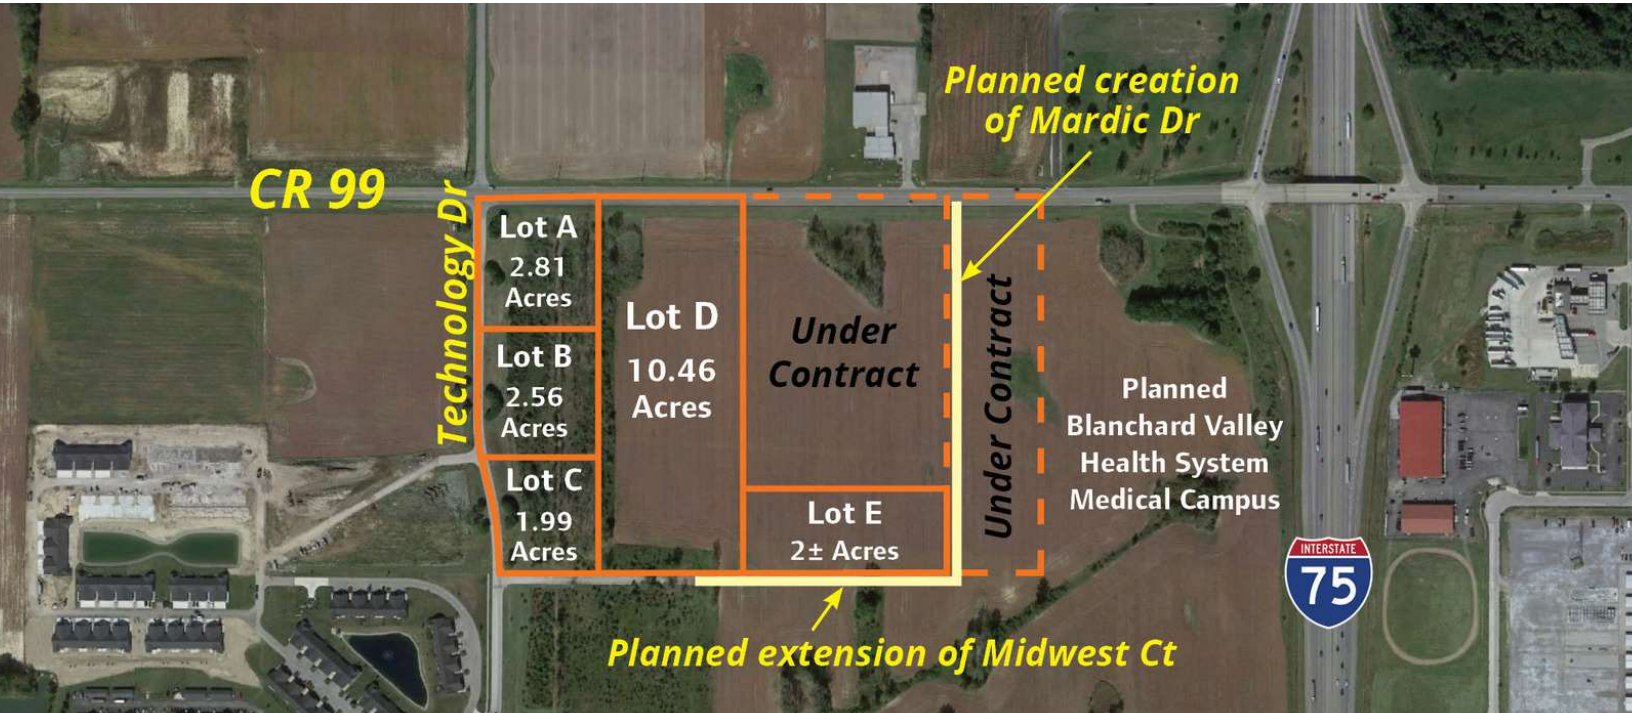 Planned creation
of Mardic Dr
CR 99
Technology Dr
Lot A
2.81
Acres
Lot B
2.56
Acres
Lot C
1.99
Acres
Lot D
10.46
Acres
Under
Contract
Under Contract
Lot E
2± Acres
Planned
Blanchard Valley
Health System
Medical Campus
INTERSTATE
75
Planned extension of Midwest Ct